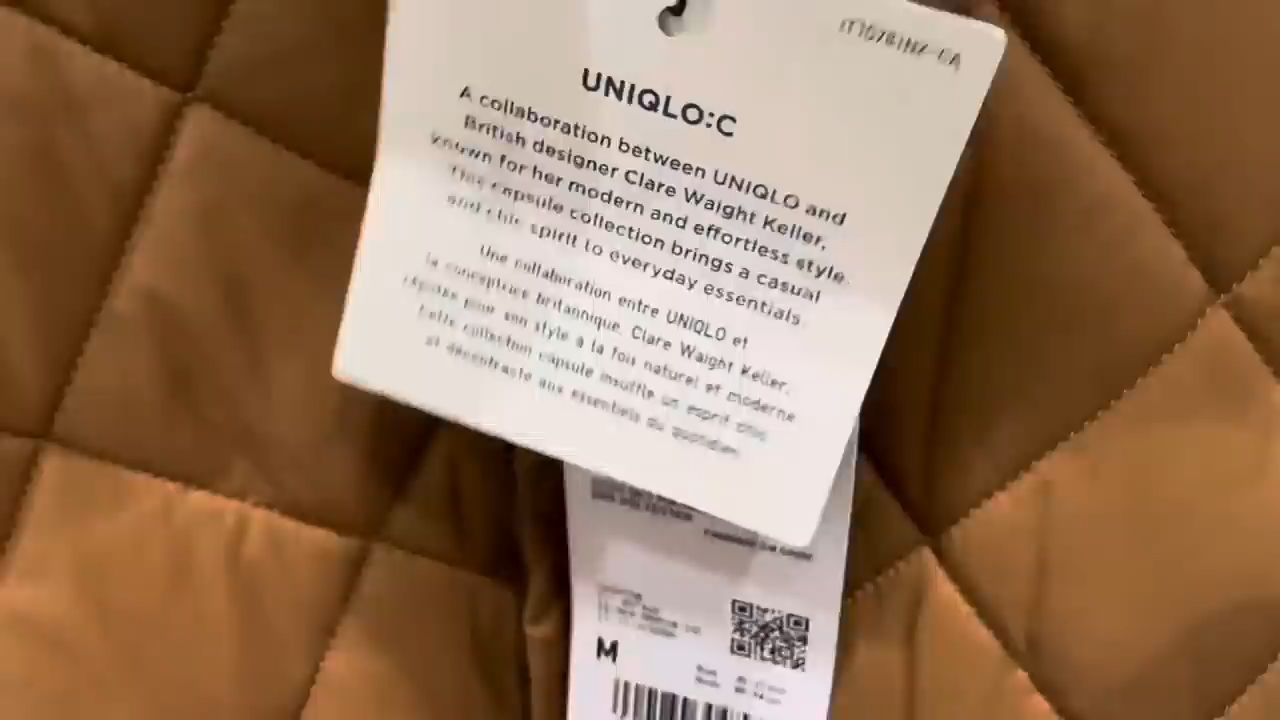 UNIQLO:C
A collaboration between UNIQLO and
British designer Clare Waight Keller,
known for her modern and effortless style.
This capsule collection brings a casual
and chic spirit to everyday essentials.
Une collaboration entre UNIQLO et
la conceptrice britannique, Clare Waight Keller,
réputée pour son style à la fois naturel et moderne
Cette collection capsule insuffle un esprit chic
et décontracté aux essentiels du quotidien.
M